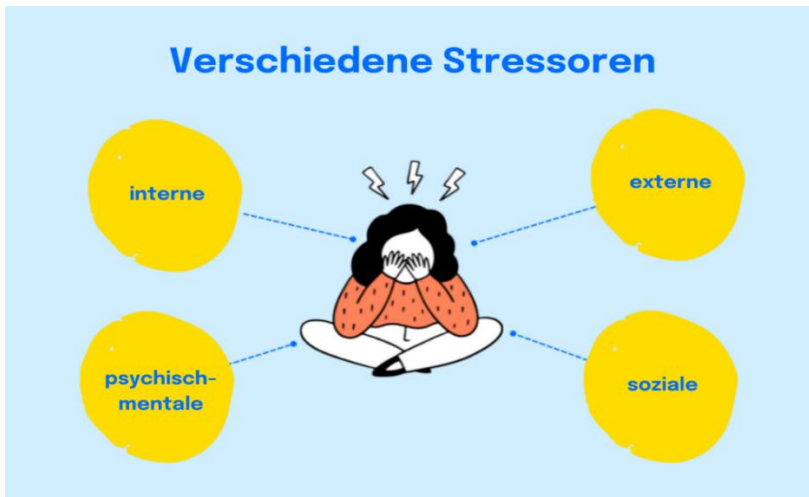 Verschiedene Stressoren
interne
externe
psychisch-
mentale
soziale